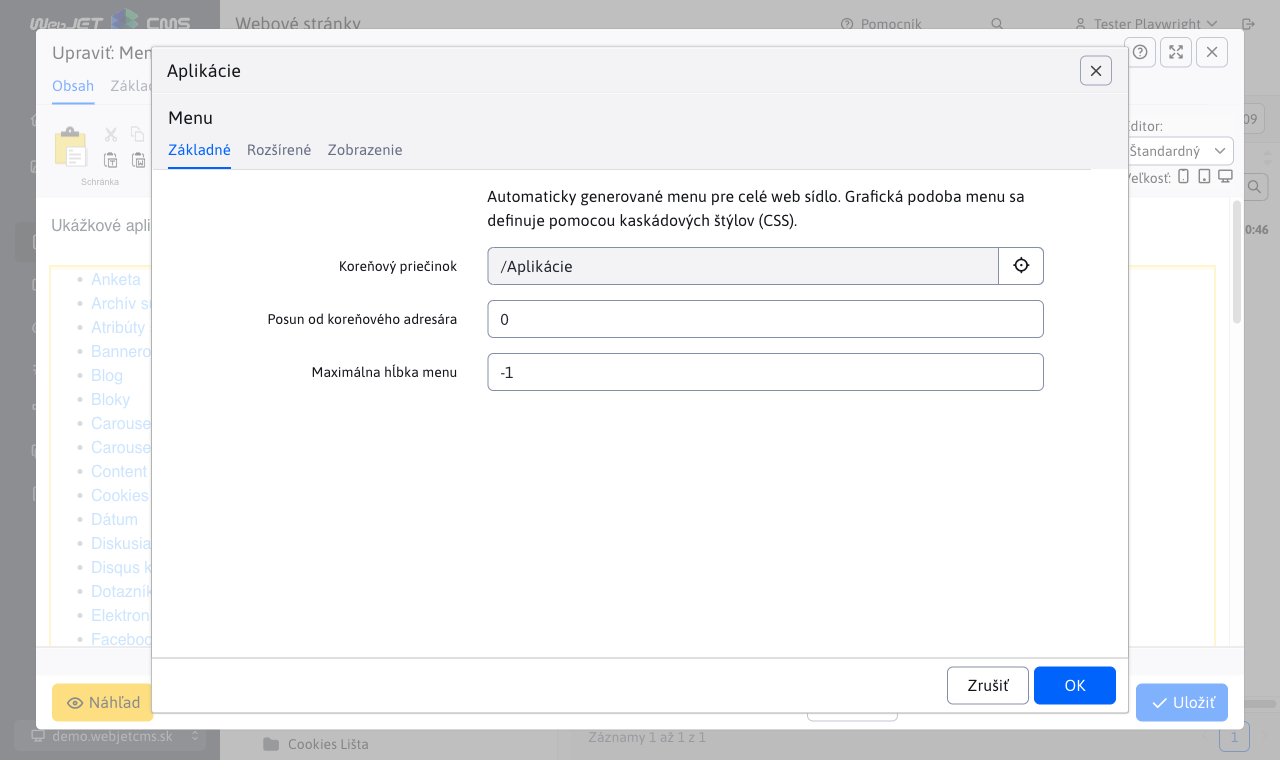 WebJET CMS
Webové stránky
Pomocník
Tester Playwright
Upraviť: Men
Aplikácie
Obsah
Základ
Menu
Základné
Rozšírené
Zobrazenie
Editor:
09
Štandardný
Veľkosť:
Schránka
Automaticky generované menu pre celé web sídlo. Grafická podoba menu sa
definuje pomocou kaskádových štýlov (CSS).
Ukážkové apli
0:46
Koreňový priečinok
/Aplikácie
Posun od koreňového adresára
0
Maximálna hĺbka menu
-1
Anketa
Archív s
Atribúty
Bannero
Blog
Bloky
Carouse
Carouse
Content
Cookies
Dátum
Diskusia
Disqus k
Dotazník
Elektron
Faceboo
Zrušiť
OK
Náhľad
Uložiť
demo.webjetcms.sk
Cookies Lišta
Záznamy 1 až 1 z 1
1